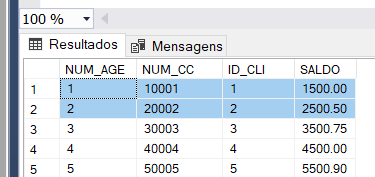 100 %
Resultados Mensagens
NUM_AGE NUM_CC ID_CLI SALDO
1 1 10001 1 1500.00
2 2 20002 2 2500.50
3 3 30003 3 3500.75
4 4 40004 4 4500.00
5 5 50005 5 5500.90